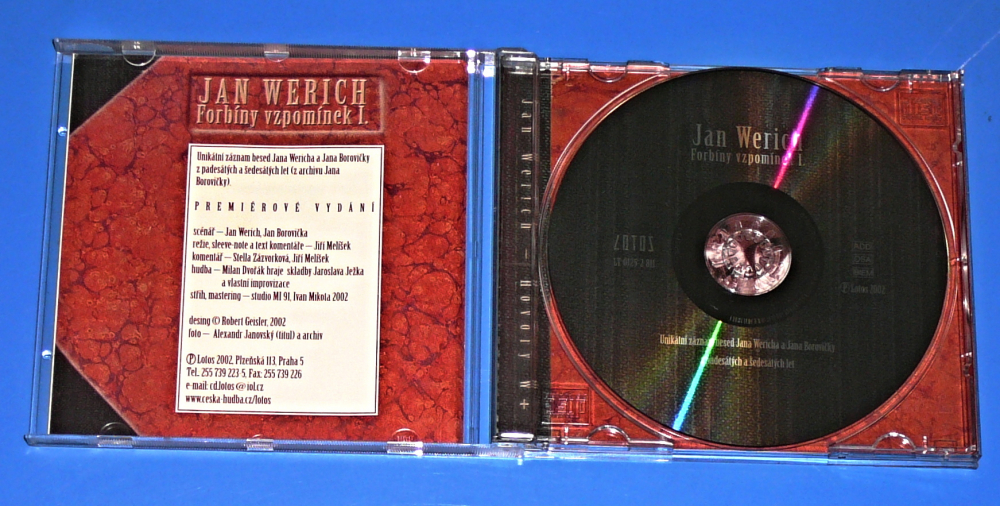 JAN WERICH
Forbíny vzpomínek I.
Unikátní záznam besed Jana Wericha a Jana Borovičky
z padesátých a šedesátých let (z archivu Jana
Borovičky).
PREMIÉROVÉ VYDÁNÍ
scénář – Jan Werich, Jan Borovička
režie, sleeve-note a text komentáře – Jiří Melíšek
komentář – Stella Zázvorková, Jiří Melíšek
hudba – Milan Dvořák hraje skladby Jaroslava Ježka
a vlastní improvizace
střih, mastering – studio MI 91, Ivan Mikota 2002
desing © Robert Geisler, 2002
foto – Alexandr Janovský (titul) a archiv
Ⓟ Lotos 2002, Plzeňská 113, Praha 5
Tel. 255 739 223-5, Fax: 255 739 226
e-mail: cd.lotos@iol.cz
www.ceska-hudba.cz/lotos
Jan Werich – Hovory W +
Jan Werich
Forbíny vzpomínek I.
LOTOS
ADD
Ⓟ Lotos 2002
Unikátní záznam besed Jana Wericha a Jana Borovičky
z padesátých a šedesátých let